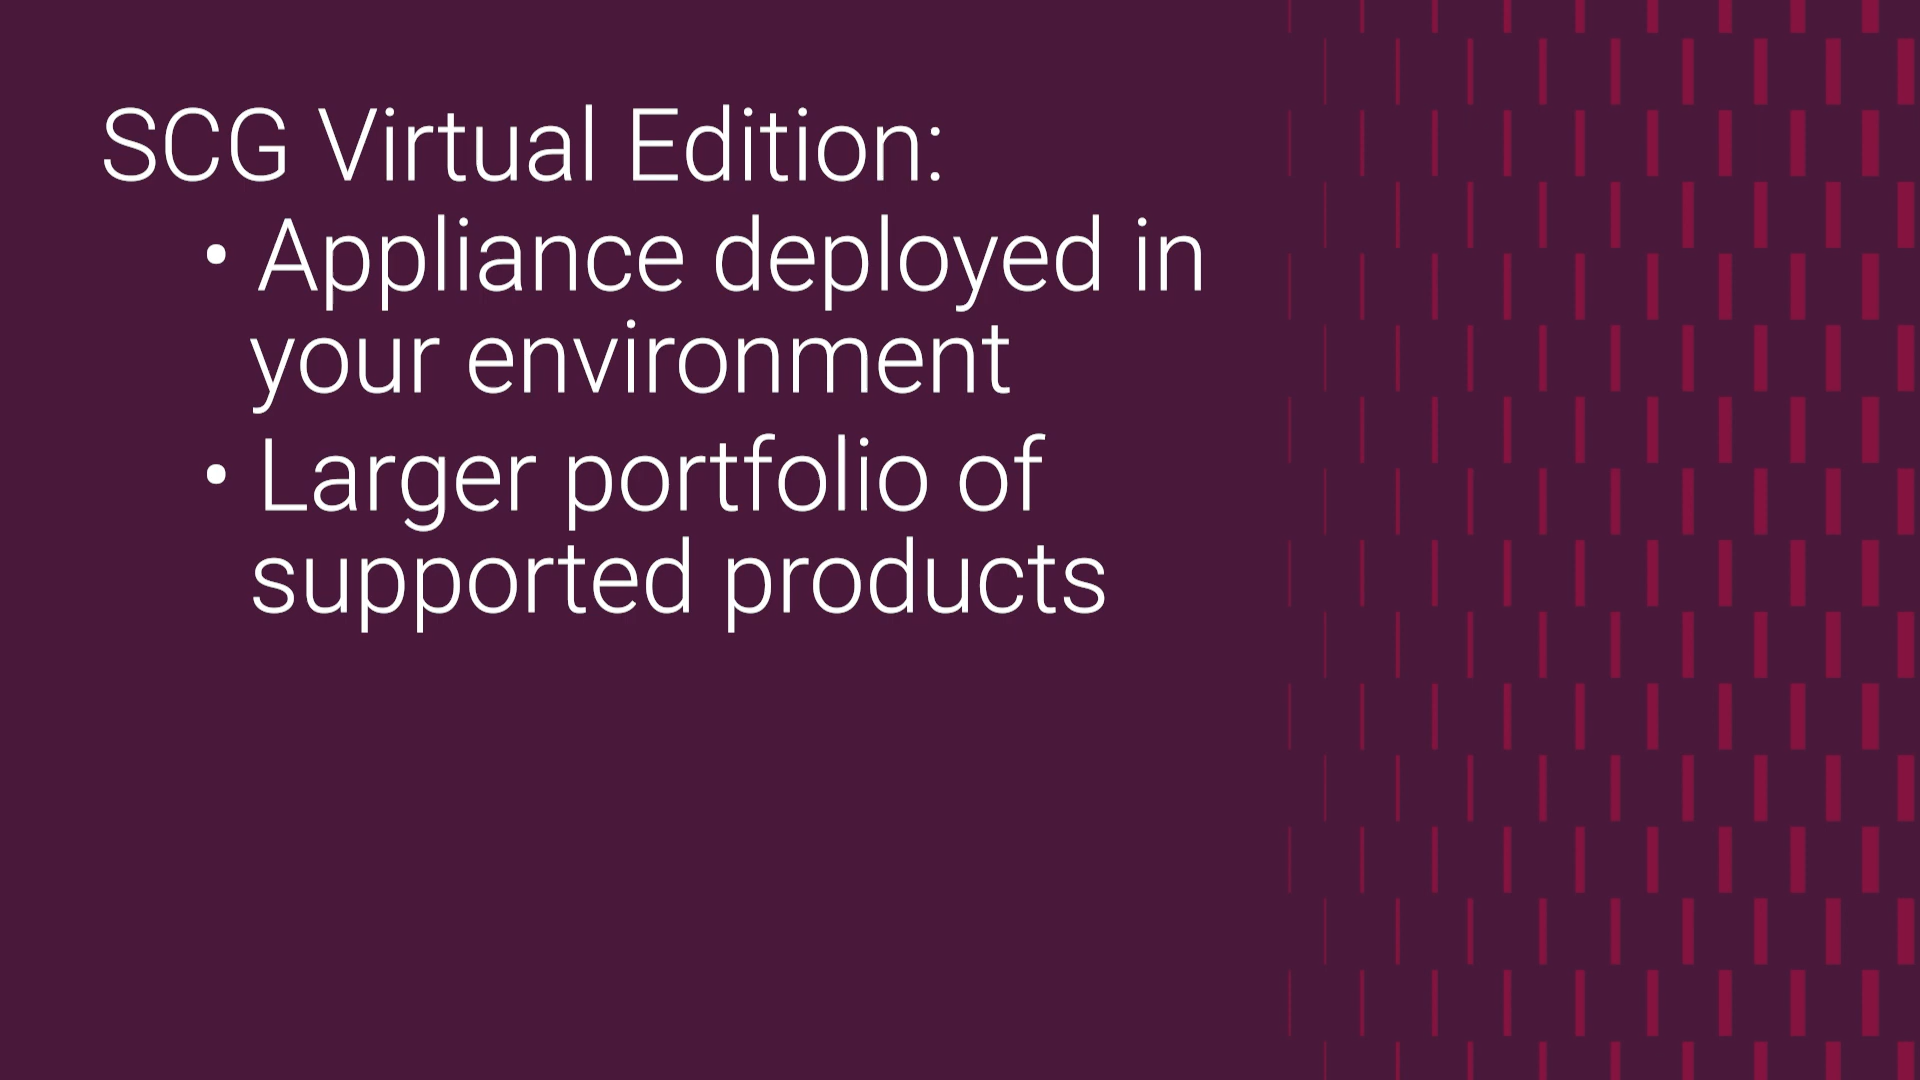 SCG Virtual Edition:
• Appliance deployed in
your environment
• Larger portfolio of
supported products